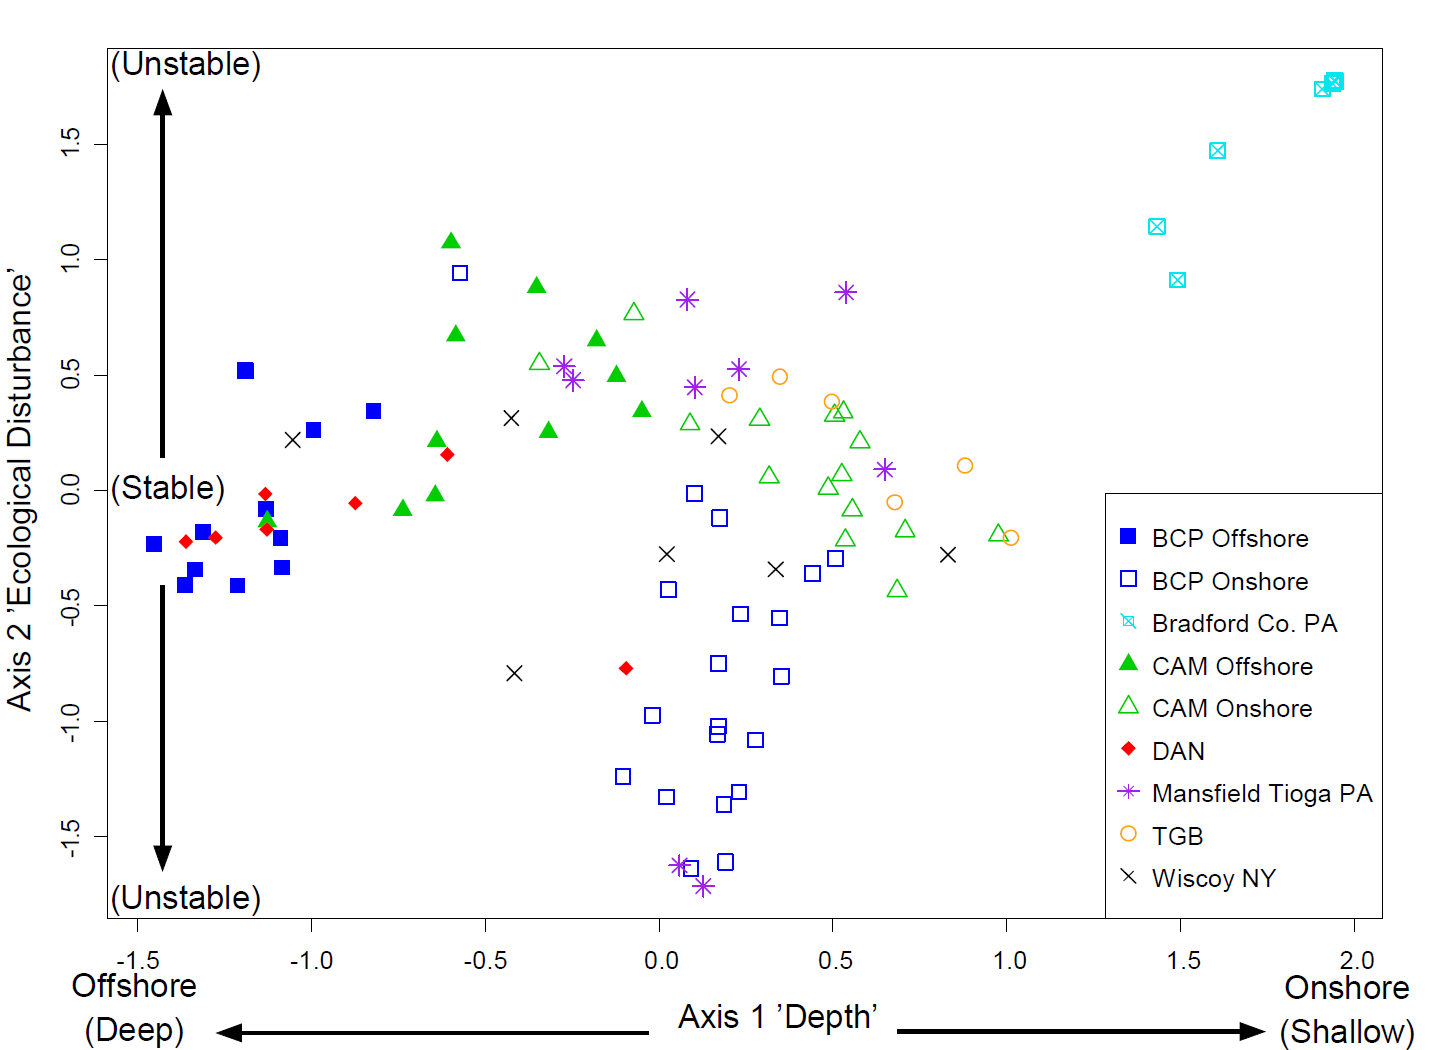 (Unstable)
(Stable)
(Unstable)
Axis 2 ’Ecological Disturbance’
1.5
1.0
0.5
0.0
-0.5
-1.0
-1.5
BCP Offshore
BCP Onshore
Bradford Co. PA
CAM Offshore
CAM Onshore
DAN
Mansfield Tioga PA
TGB
Wiscoy NY
-1.5 -1.0 -0.5 0.0 0.5 1.0 1.5 2.0
Offshore
(Deep)
Axis 1 ’Depth’
Onshore
(Shallow)